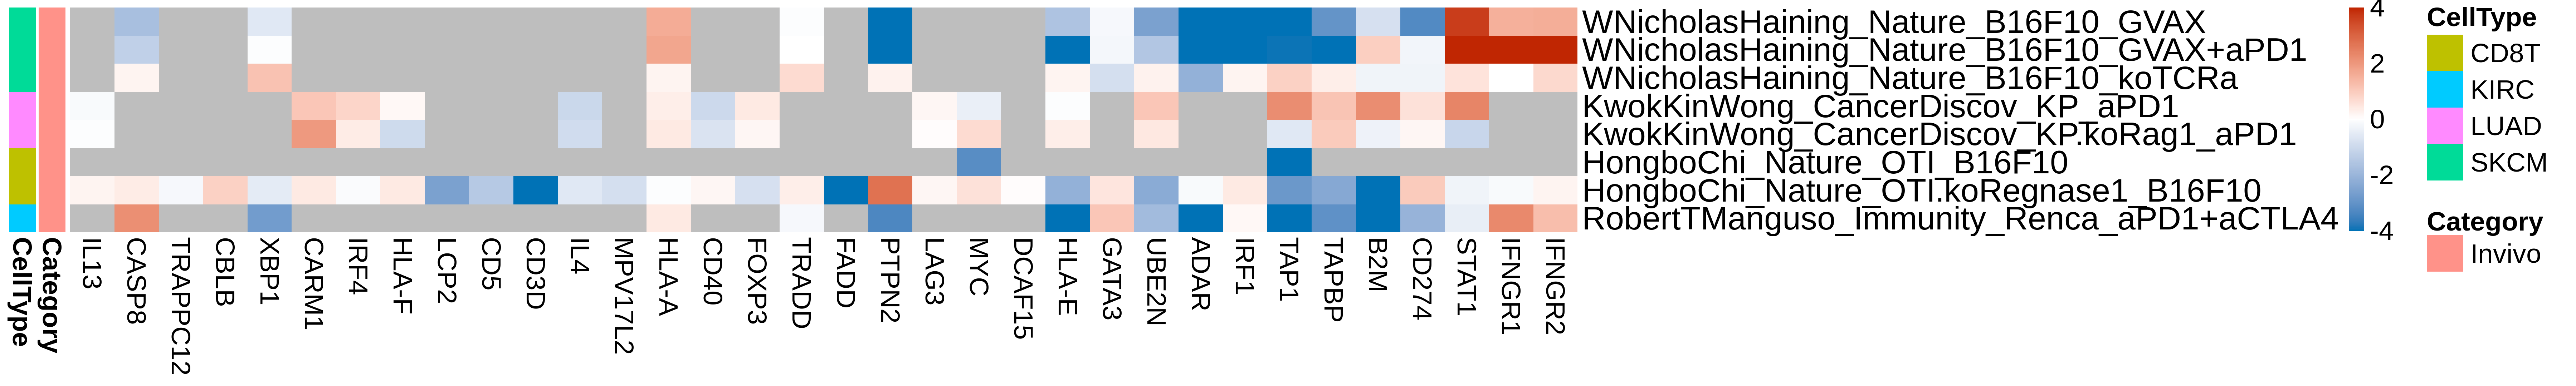 WNicholasHaining_Nature_B16F10_GVAX
WNicholasHaining_Nature_B16F10_GVAX+aPD1
WNicholasHaining_Nature_B16F10_koTCRa
KwokKinWong_CancerDiscov_KP_aPD1
KwokKinWong_CancerDiscov_KP.koRag1_aPD1
HongboChi_Nature_OTI_B16F10
HongboChi_Nature_OTI.koRegnase1_B16F10
RobertTManguso_Immunity_Renca_aPD1+aCTLA4
4
2
0
-2
-4
CellType
CD8T
KIRC
LUAD
SKCM
Category
Invivo
CellType
Category
IL13
CASP8
TRAPPC12
CBLB
XBP1
CARM1
IRF4
HLA-F
LCP2
CD5
CD3D
IL4
MPV17L2
HLA-A
CD40
FOXP3
TRADD
FADD
PTPN2
LAG3
MYC
DCAF15
HLA-E
GATA3
UBE2N
ADAR
IRF1
TAP1
TAPBP
B2M
CD274
STAT1
IFNGR1
IFNGR2